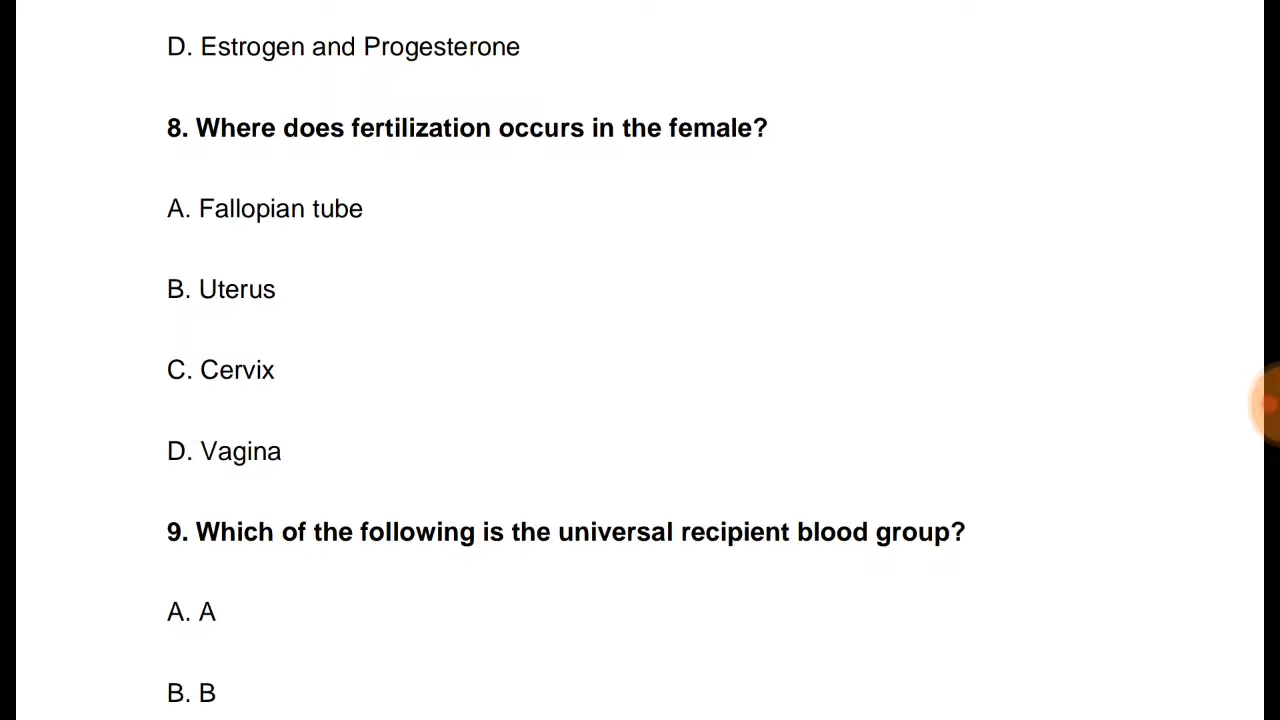 D. Estrogen and Progesterone
8. Where does fertilization occurs in the female?
A. Fallopian tube
B. Uterus
C. Cervix
D. Vagina
9. Which of the following is the universal recipient blood group?
A. A
B. B